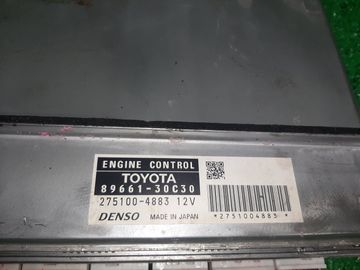 ENGINE CONTROL
TOYOTA
89661-30C30
275100-4883 12V
DENSO MADE IN JAPAN
*2751004883*